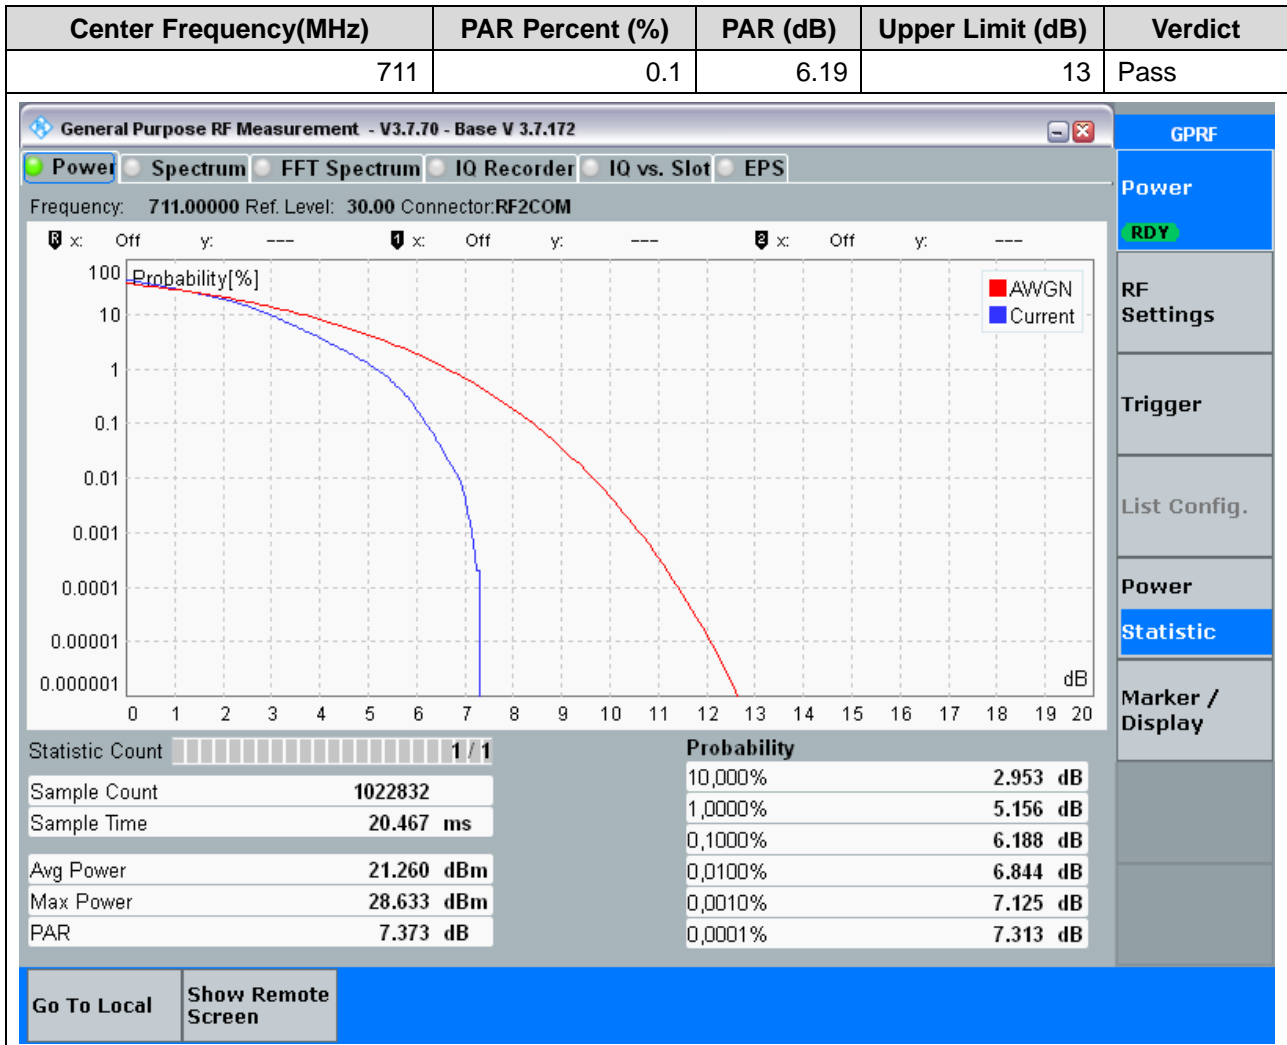 Center Frequency(MHz) PAR Percent (%) PAR (dB) Upper Limit (dB) Verdict
711 0.1 6.19 13 Pass
General Purpose RF Measurement - V3.7.70 - Base V 3.7.172
GPRF
Power Spectrum FFT Spectrum IQ Recorder IQ vs. Slot EPS
Frequency: 711.00000 Ref. Level: 30.00 Connector:RF2COM
R x: Off y: --- 1 x: Off y: --- 2 x: Off y: ---
Probability[%]
AWGN
Current
100
10
1
0.1
0.01
0.001
0.0001
0.00001
0.000001
dB
0 1 2 3 4 5 6 7 8 9 10 11 12 13 14 15 16 17 18 19 20
Statistic Count 1 / 1
Sample Count 1022832
Sample Time 20.467 ms
Avg Power 21.260 dBm
Max Power 28.633 dBm
PAR 7.373 dB
Probability
10,000% 2.953 dB
1,0000% 5.156 dB
0,1000% 6.188 dB
0,0100% 6.844 dB
0,0010% 7.125 dB
0,0001% 7.313 dB
Power
RDY
RF
Settings
Trigger
List Config.
Power
Statistic
Marker /
Display
Go To Local
Show Remote
Screen